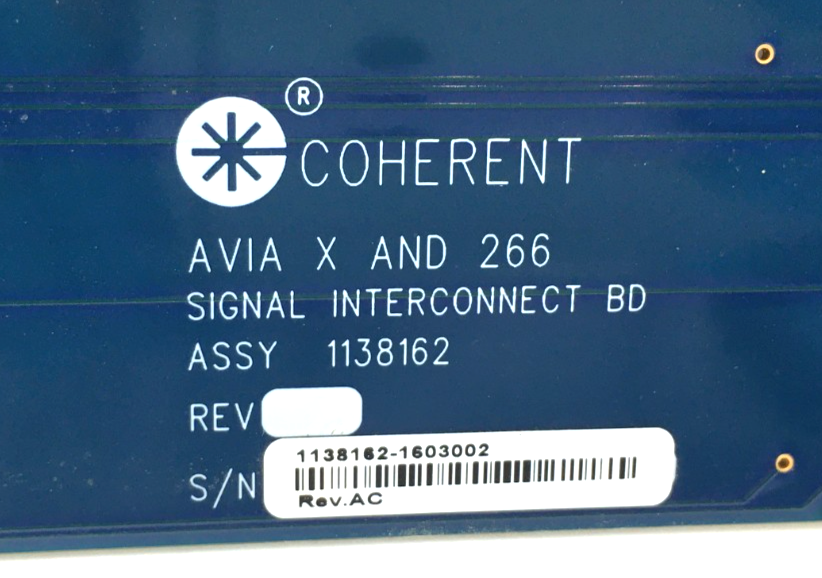 ®
COHERENT
AVIA X AND 266
SIGNAL INTERCONNECT BD
ASSY 1138162
REV
S/N
1138162-1603002
Rev.AC